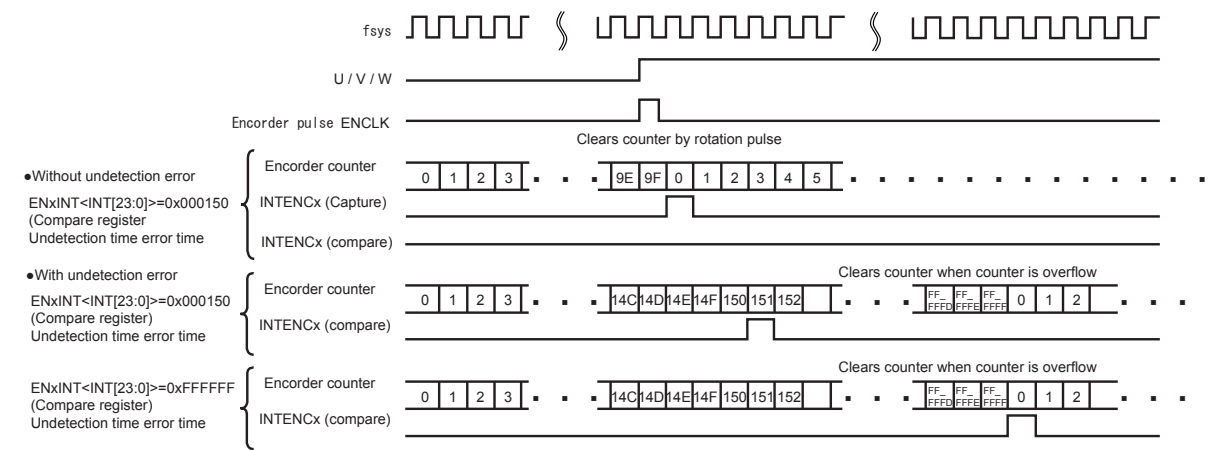 fsys
U / V / W
Encorder pulse ENCLK
Clears counter by rotation pulse
●Without undetection error
ENxINT<INT[23:0]>=0x000150
(Compare register
Undetection time error time
Encorder counter
0 1 2 3 9E 9F 0 1 2 3 4 5
INTENCx (Capture)
INTENCx (compare)
●With undetection error
ENxINT<INT[23:0]>=0x000150
(Compare register)
Undetection time error time
Clears counter when counter is overflow
Encorder counter
0 1 2 3 14C 14D 14E 14F 150 151 152 FF_FFFD FF_FFFE FF_FFFF 0 1 2
INTENCx (compare)
ENxINT<INT[23:0]>=0xFFFFFF
(Compare register)
Undetection time error time
Clears counter when counter is overflow
Encorder counter
0 1 2 3 14C 14D 14E 14F 150 151 152 FF_FFFD FF_FFFE FF_FFFF 0 1 2
INTENCx (compare)